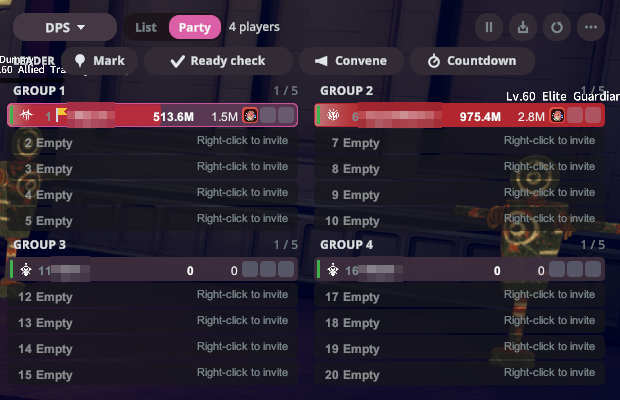 DPS List Party 4 players
LEADER Mark Ready check Convene Countdown
.60 Allied
GROUP 1 1 / 5
1 513.6M 1.5M
2 Empty Right-click to invite
3 Empty Right-click to invite
4 Empty Right-click to invite
5 Empty Right-click to invite
GROUP 2 1 / 5
Lv.60 Elite Guardian
6 975.4M 2.8M
7 Empty Right-click to invite
8 Empty Right-click to invite
9 Empty Right-click to invite
10 Empty Right-click to invite
GROUP 3 1 / 5
11 0 0
12 Empty Right-click to invite
13 Empty Right-click to invite
14 Empty Right-click to invite
15 Empty Right-click to invite
GROUP 4 1 / 5
16 0 0
17 Empty Right-click to invite
18 Empty Right-click to invite
19 Empty Right-click to invite
20 Empty Right-click to invite